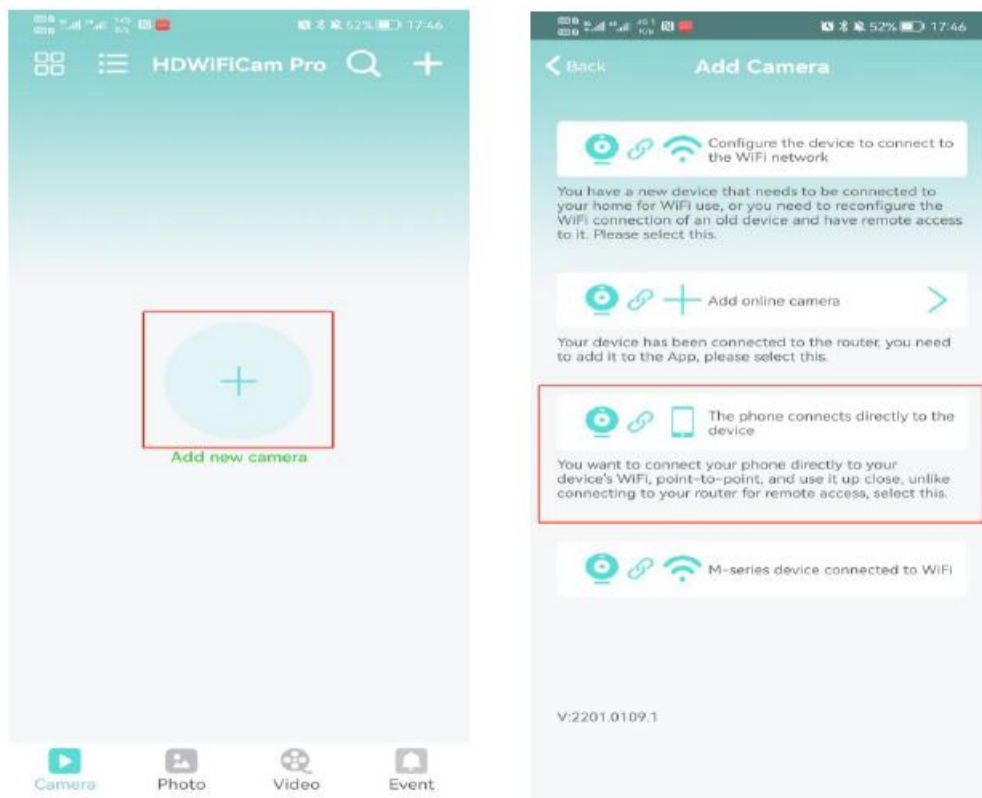 52% 17:46
HDWiFiCam Pro
Add new camera
Camera Photo Video Event
52% 17:46
Back Add Camera
Configure the device to connect to
the WiFi network
You have a new device that needs to be connected to
your home for WiFi use, or you need to reconfigure the
WiFi connection of an old device and have remote access
to it. Please select this.
Add online camera
Your device has been connected to the router, you need
to add it to the App, please select this.
The phone connects directly to the
device
You want to connect your phone directly to your
device's WiFi, point-to-point, and use it up close, unlike
connecting to your router for remote access, select this.
M-series device connected to WiFi
V:2201.0109.1